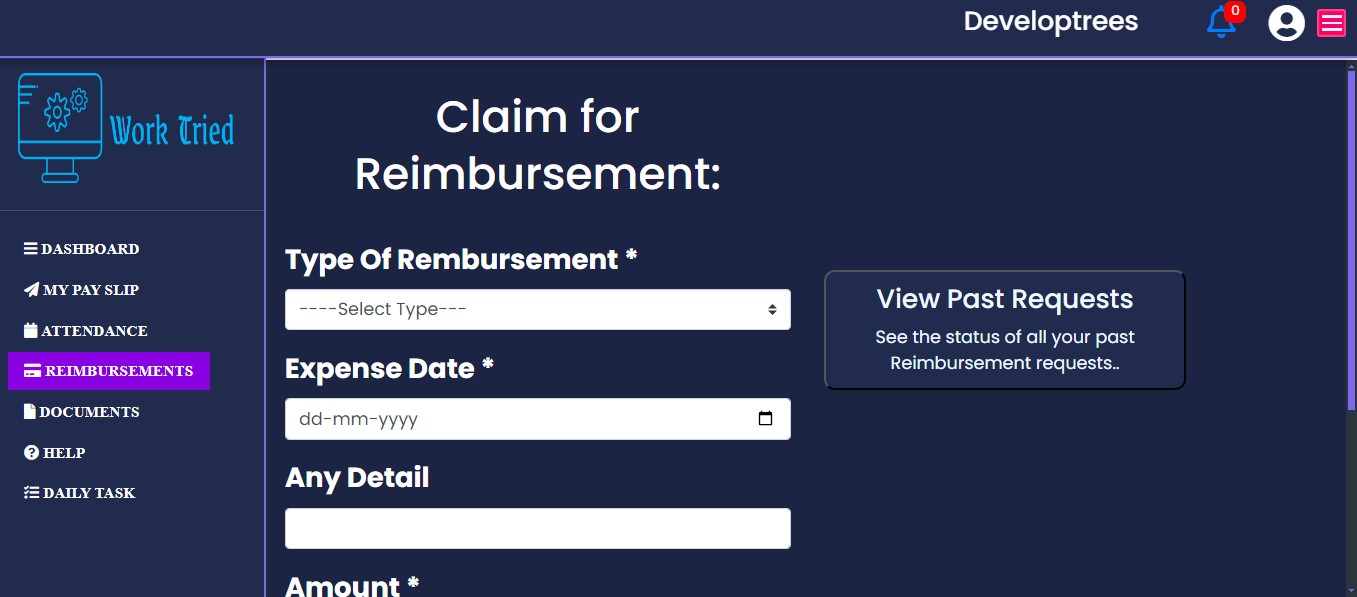 Developtrees
0
Work Tried
DASHBOARD
MY PAY SLIP
ATTENDANCE
REIMBURSEMENTS
DOCUMENTS
HELP
DAILY TASK
Claim for
Reimbursement:
Type Of Rembursement *
----Select Type---
Expense Date *
dd-mm-yyyy
Any Detail
Amount *
View Past Requests
See the status of all your past
Reimbursement requests..